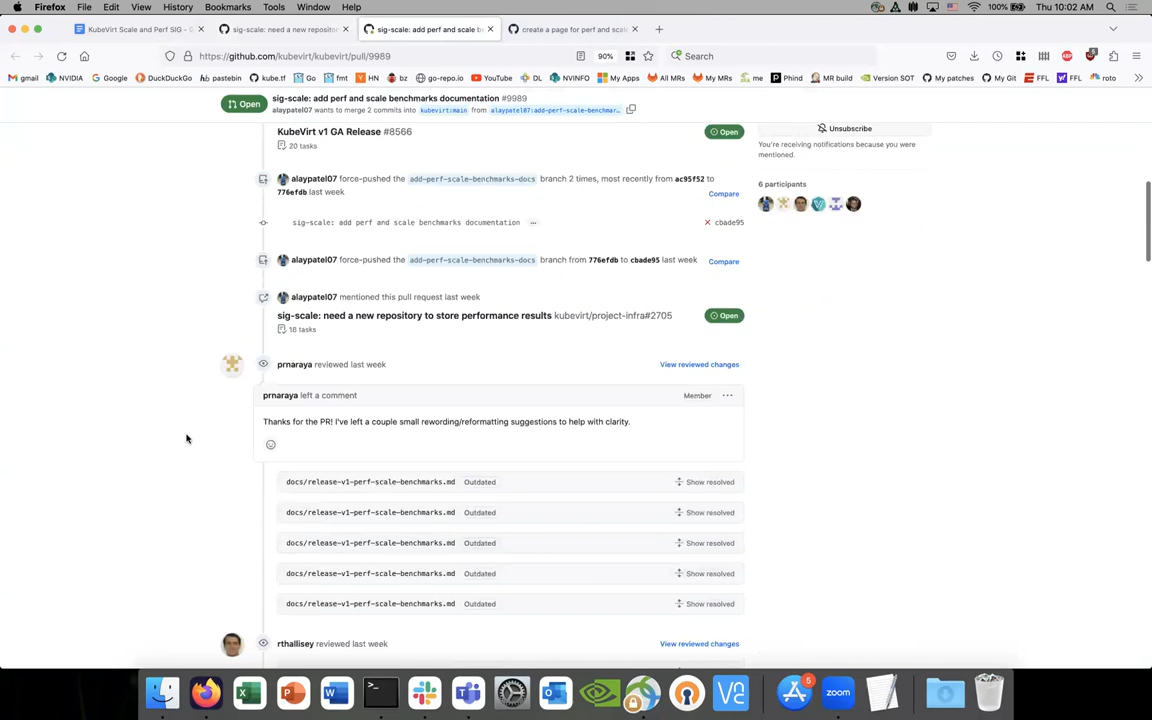 Firefox File Edit View History Bookmarks Tools Window Help 100% Thu 10:02 AM
KubeVirt Scale and Perf SIG - G
sig-scale: need a new repositor
sig-scale: add perf and scale b
create a page for perf and scal
https://github.com/kubevirt/pull/9989 90% Search
gmail NVIDIA Google DuckDuckGo pastebin kube.tf Go fmt HN bz go-repo.io YouTube DL NVINFO My Apps All MRs My MRs me Phind MR build Version SOT My patches My Git FFL FFL roto
Open
sig-scale: add perf and scale benchmarks documentation #9989
alaypatel07 wants to merge 2 commits into kubevirt:main from alaypatel07:add-perf-scale-benchmar...
KubeVirt v1 GA Release #8566 Open
20 tasks
Unsubscribe
You're receiving notifications because you were
mentioned.
6 participants
alaypatel07 force-pushed the add-perf-scale-benchmarks-docs branch 2 times, most recently from ac95f52 to
776efdb last week Compare
sig-scale: add perf and scale benchmarks documentation ... cbade95
alaypatel07 force-pushed the add-perf-scale-benchmarks-docs branch from 776efdb to cbade95 last week Compare
alaypatel07 mentioned this pull request last week
sig-scale: need a new repository to store performance results kubevirt/project-infra#2705 Open
18 tasks
prnaraya reviewed last week View reviewed changes
prnaraya left a comment Member ...
Thanks for the PR! I've left a couple small rewording/reformatting suggestions to help with clarity.
docs/release-v1-perf-scale-benchmarks.md Outdated Show resolved
docs/release-v1-perf-scale-benchmarks.md Outdated Show resolved
docs/release-v1-perf-scale-benchmarks.md Outdated Show resolved
docs/release-v1-perf-scale-benchmarks.md Outdated Show resolved
docs/release-v1-perf-scale-benchmarks.md Outdated Show resolved
rthallisey reviewed last week View reviewed changes
zoom
5